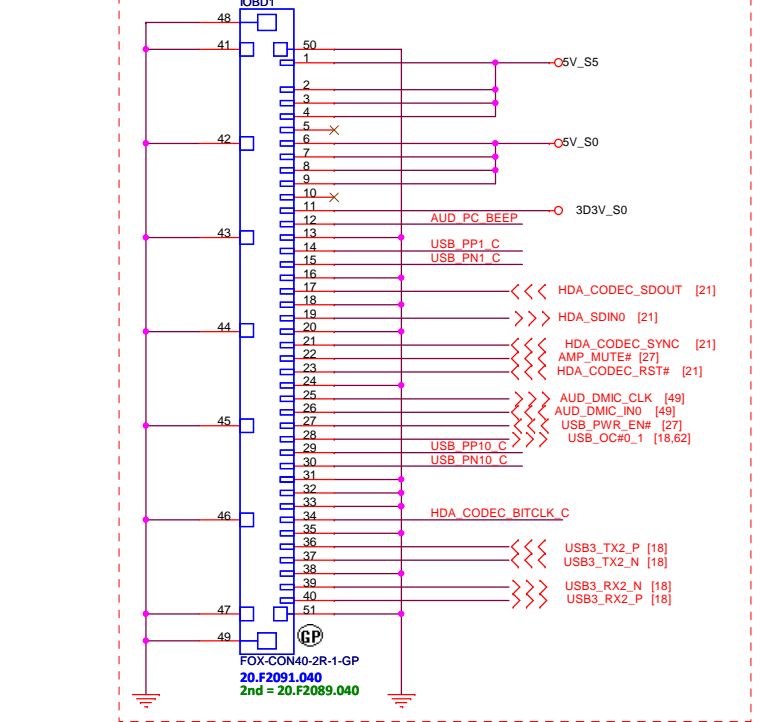 IOBD1
48
41
50
1
5V_S5
2
3
4
5
42
6
5V_S0
7
8
9
10
11
3D3V_S0
12
AUD_PC_BEEP
43
13
14
USB_PP1_C
15
USB_PN1_C
16
17
HDA_CODEC_SDOUT [21]
18
19
HDA_SDIN0 [21]
44
20
21
HDA_CODEC_SYNC [21]
22
AMP_MUTE# [27]
23
HDA_CODEC_RST# [21]
24
25
AUD_DMIC_CLK [49]
26
AUD_DMIC_IN0 [49]
45
27
USB_PWR_EN# [27]
28
USB_OC#0_1 [18,62]
29
USB_PP10_C
30
USB_PN10_C
31
32
33
46
34
HDA_CODEC_BITCLK_C
35
36
USB3_TX2_P [18]
37
USB3_TX2_N [18]
38
39
USB3_RX2_N [18]
40
USB3_RX2_P [18]
47
51
49
GP
FOX-CON40-2R-1-GP
20.F2091.040
2nd = 20.F2089.040